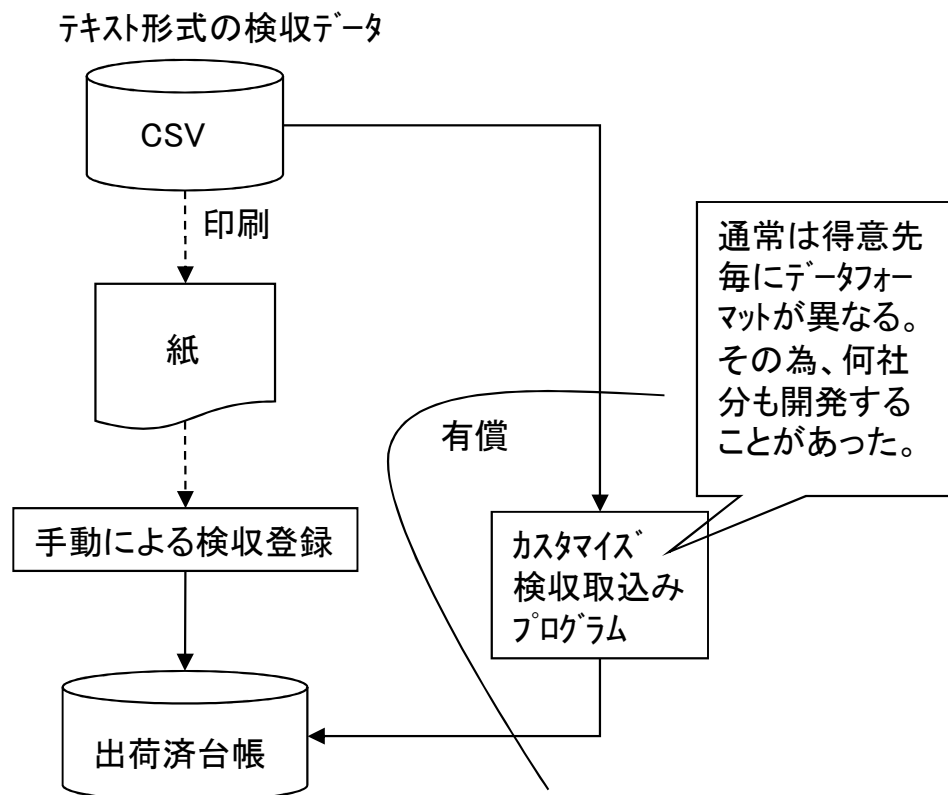 ﾃｷｽﾄ形式の検収ﾃﾞｰﾀ
CSV
印刷
紙
手動による検収登録
出荷済台帳
有償
ｶｽﾀﾏｲｽﾞ
検収取込み
ﾌﾟﾛｸﾞﾗﾑ
通常は得意先
毎にﾃﾞｰﾀﾌｫｰ
ﾏｯﾄが異なる。
その為、何社
分も開発する
ことがあった。